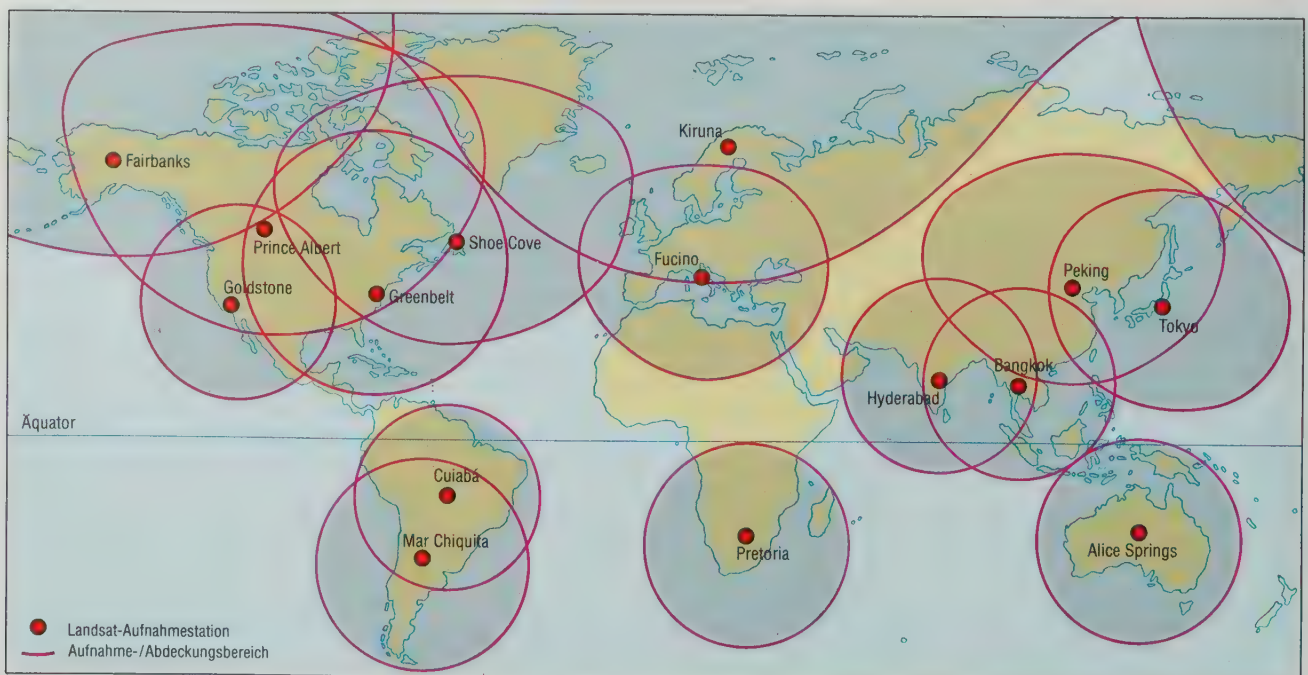 Kiruna
Fairbanks
Prince Albert
Shoe Cove
Fucino
Peking
Goldstone
Greenbelt
Tokyo
Bangkok
Hyderabad
Äquator
Cuiabá
Mar Chiquita
Pretoria
Alice Springs
Landsat-Aufnahmestation
Aufnahme-/Abdeckungsbereich